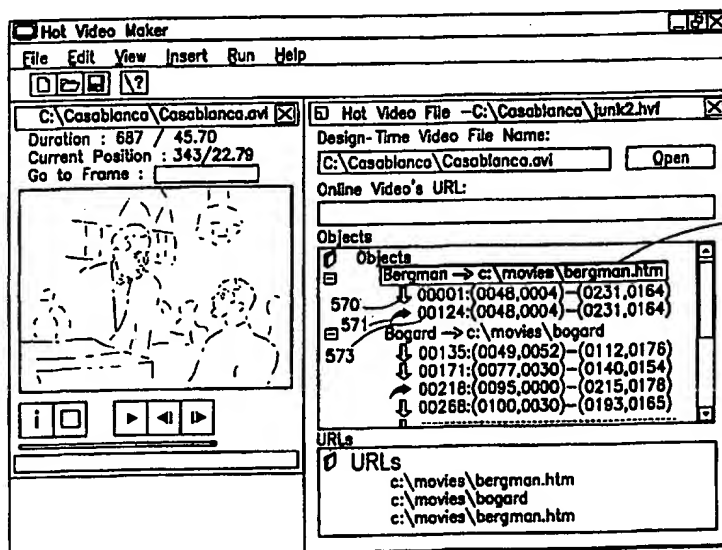 Hot Video Maker
File Edit View Insert Run Help
\?
C:\Casablanca\Casablanca.avi
Duration : 687 / 45.70
Current Position : 343/22.79
Go to Frame :
i
Hot Video File -C:\Casablanca\junk2.hvf
Design-Time Video File Name:
C:\Casablanca\Casablanca.avi Open
Online Video's URL:
Objects
Objects
Bergman → c:\movies\bergman.htm
570 00001:(0048,0004)-(0231,0164)
571 00124:(0048,0004)-(0231,0164)
573 Bogard → c:\movies\bogard
00135:(0049,0052)-(0112,0176)
00171:(0077,0030)-(0140,0154)
00218:(0095,0000)-(0215,0178)
00268:(0100,0030)-(0193,0165)
URLs
URLs
c:\movies\bergman.htm
c:\movies\bogard
c:\movies\bergman.htm